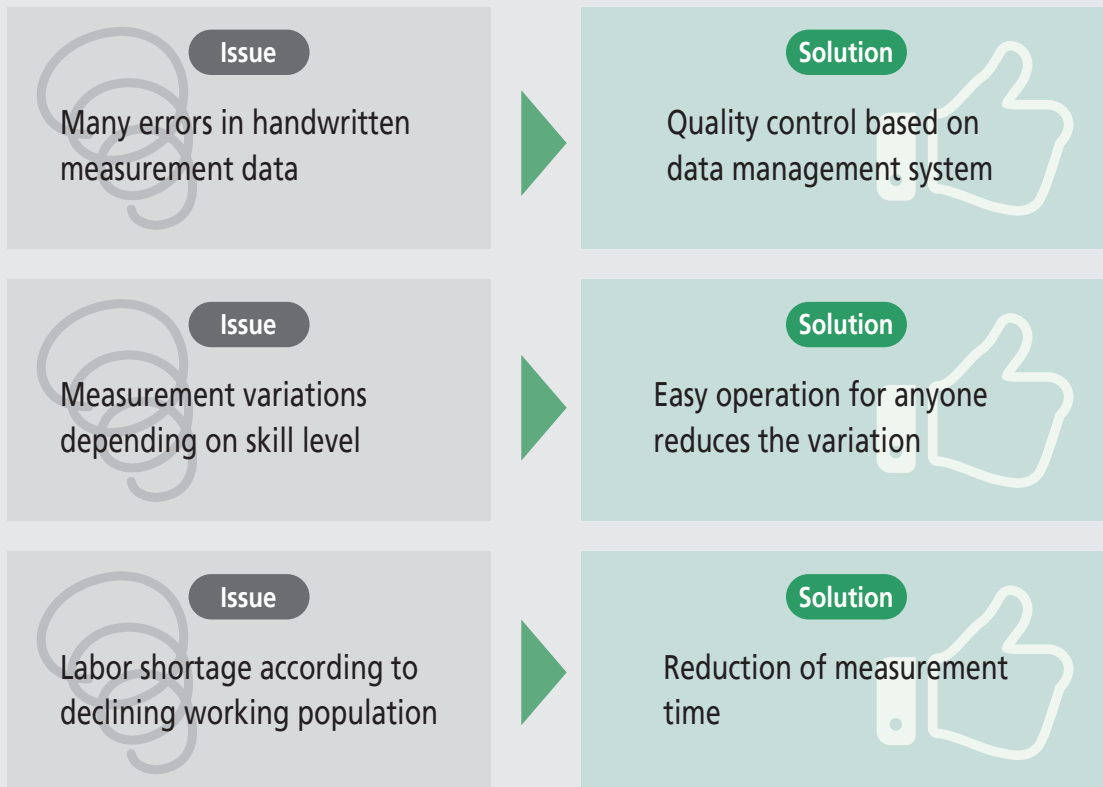 Issue
Many errors in handwritten
measurement data
Solution
Quality control based on
data management system
Issue
Measurement variations
depending on skill level
Solution
Easy operation for anyone
reduces the variation
Issue
Labor shortage according to
declining working population
Solution
Reduction of measurement
time